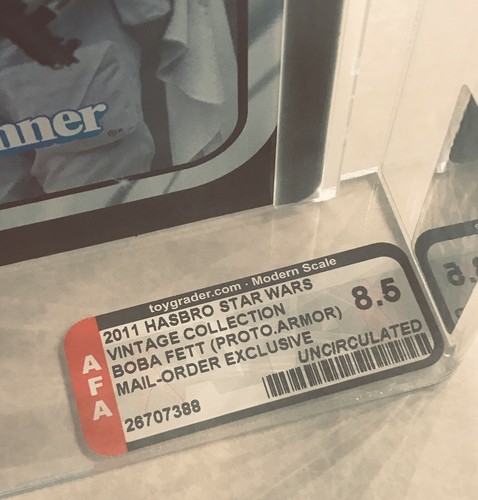 nner
toygrader.com · Modern Scale
2011 HASBRO STAR WARS
VINTAGE COLLECTION
BOBA FETT (PROTO.ARMOR)
MAIL-ORDER EXCLUSIVE
8.5
UNCIRCULATED
AFA
26707388